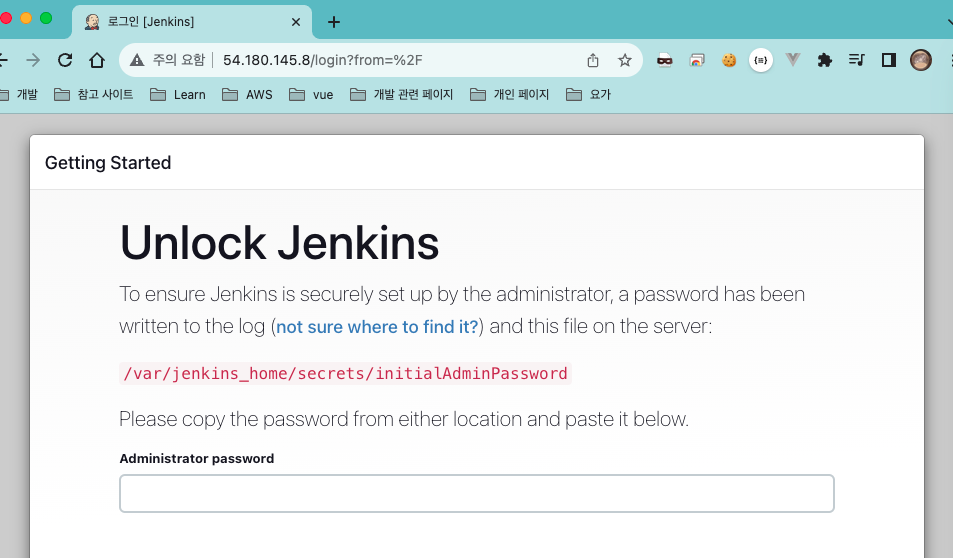 로그인 [Jenkins]
주의 요함 54.180.145.8/login?from=%2F
개발 참고 사이트 Learn AWS vue 개발 관련 페이지 개인 페이지 요가
Getting Started
Unlock Jenkins
To ensure Jenkins is securely set up by the administrator, a password has been
written to the log (not sure where to find it?) and this file on the server:
/var/jenkins_home/secrets/initialAdminPassword
Please copy the password from either location and paste it below.
Administrator password